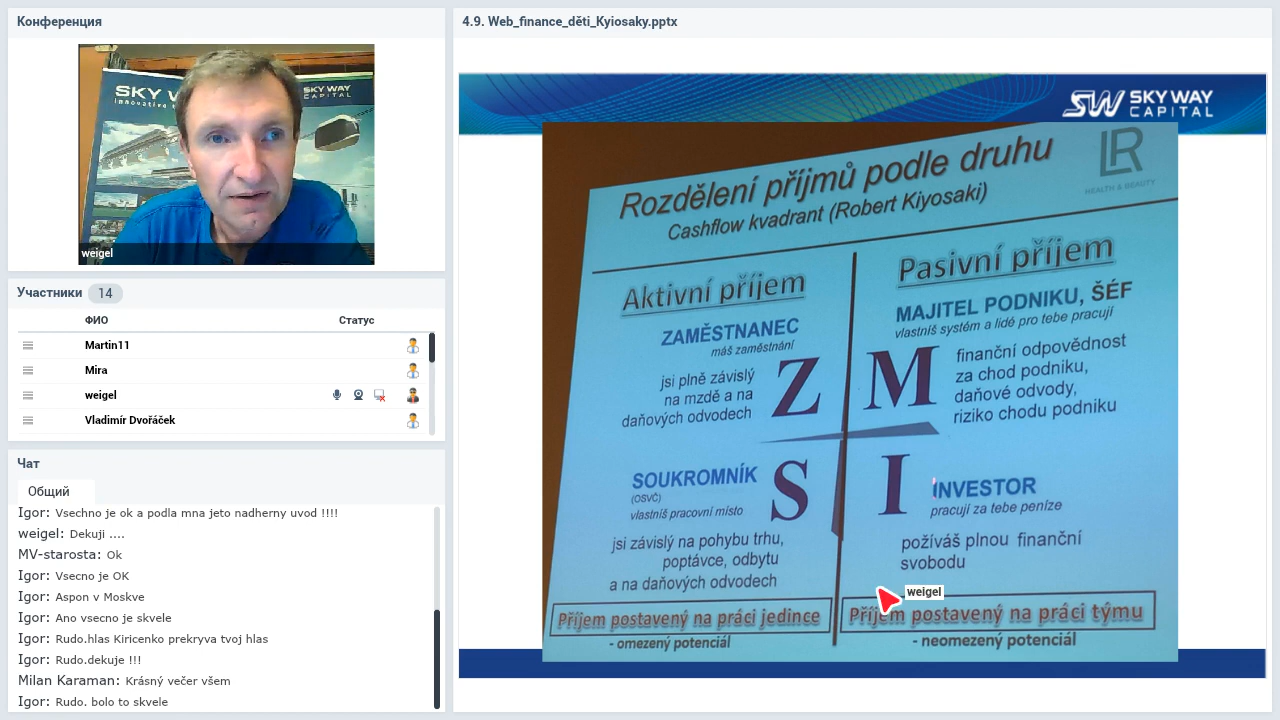 Конференция
SKY WAY
Innovative
SKY WAY
CAPITAL
weigel
Участники 14
ФИО Статус
Martin11
Mira
weigel
Vladimír Dvořáček
Чат
Общий
Igor: Vsechno je ok a podla mna jeto nadherny uvod !!!!
weigel: Dekuji ....
MV-starosta: Ok
Igor: Vsecno je OK
Igor: Aspon v Moskve
Igor: Ano vsecno je skvele
Igor: Rudo.hlas Kiricenko prekryva tvoj hlas
Igor: Rudo.dekuje !!!
Milan Karaman: Krásný večer všem
Igor: Rudo. bolo to skvele
4.9. Web_finance_děti_Kyiosaky.pptx
SW SKY WAY
CAPITAL
LR
HEALTH & BEAUTY
Rozdělení příjmů podle druhu
Cashflow kvadrant (Robert Kiyosaki)
Aktivní příjem
ZAMĚSTNANEC
máš zaměstnání
jsi plně závislý
na mzdě a na
daňových odvodech
Z
Pasivní příjem
MAJITEL PODNIKU, ŠÉF
vlastníš systém a lidé pro tebe pracují
M
finanční odpovědnost
za chod podniku,
daňové odvody,
riziko chodu podniku
SOUKROMNÍK
(OSVČ)
vlastníš pracovní místo
S
jsi závislý na pohybu trhu,
poptávce, odbytu
a na daňových odvodech
I
INVESTOR
pracují za tebe peníze
požíváš plnou finanční
svobodu
weigel
Příjem postavený na práci jedince
- omezený potenciál
Příjem postavený na práci týmu
- neomezený potenciál